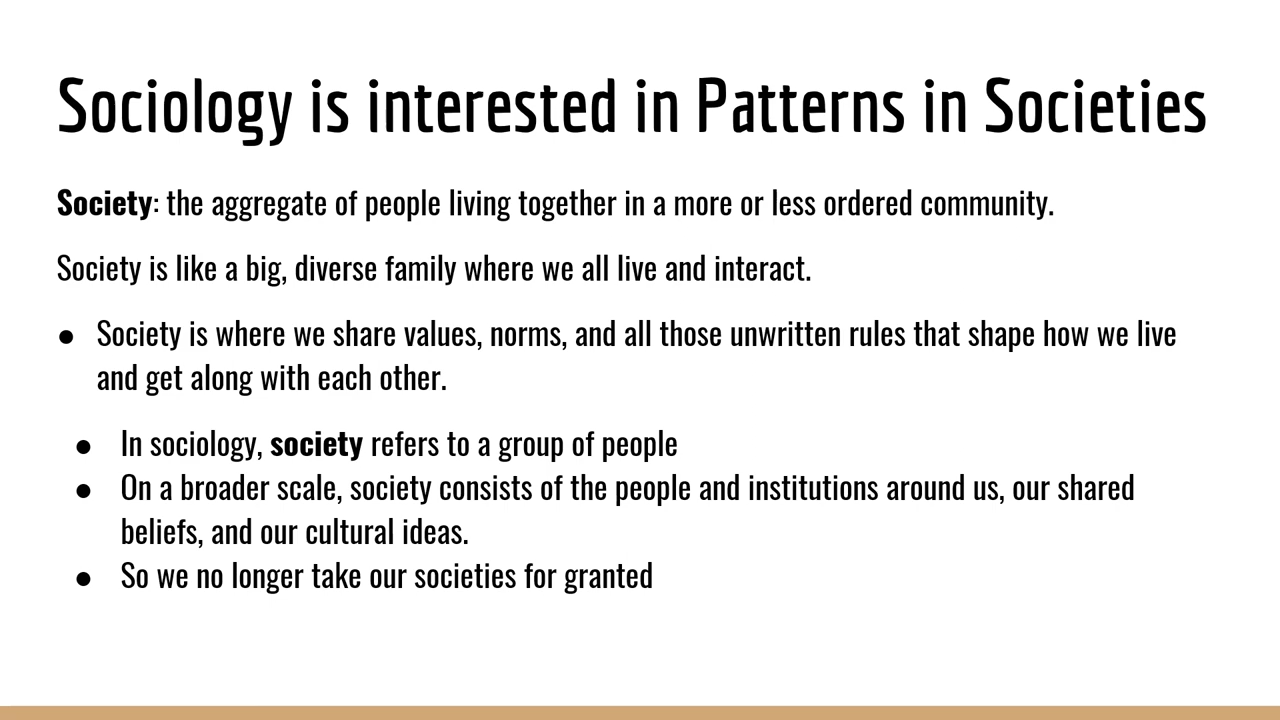 Sociology is interested in Patterns in Societies
Society: the aggregate of people living together in a more or less ordered community.
Society is like a big, diverse family where we all live and interact.
● Society is where we share values, norms, and all those unwritten rules that shape how we live
and get along with each other.
● In sociology, society refers to a group of people
● On a broader scale, society consists of the people and institutions around us, our shared
beliefs, and our cultural ideas.
● So we no longer take our societies for granted